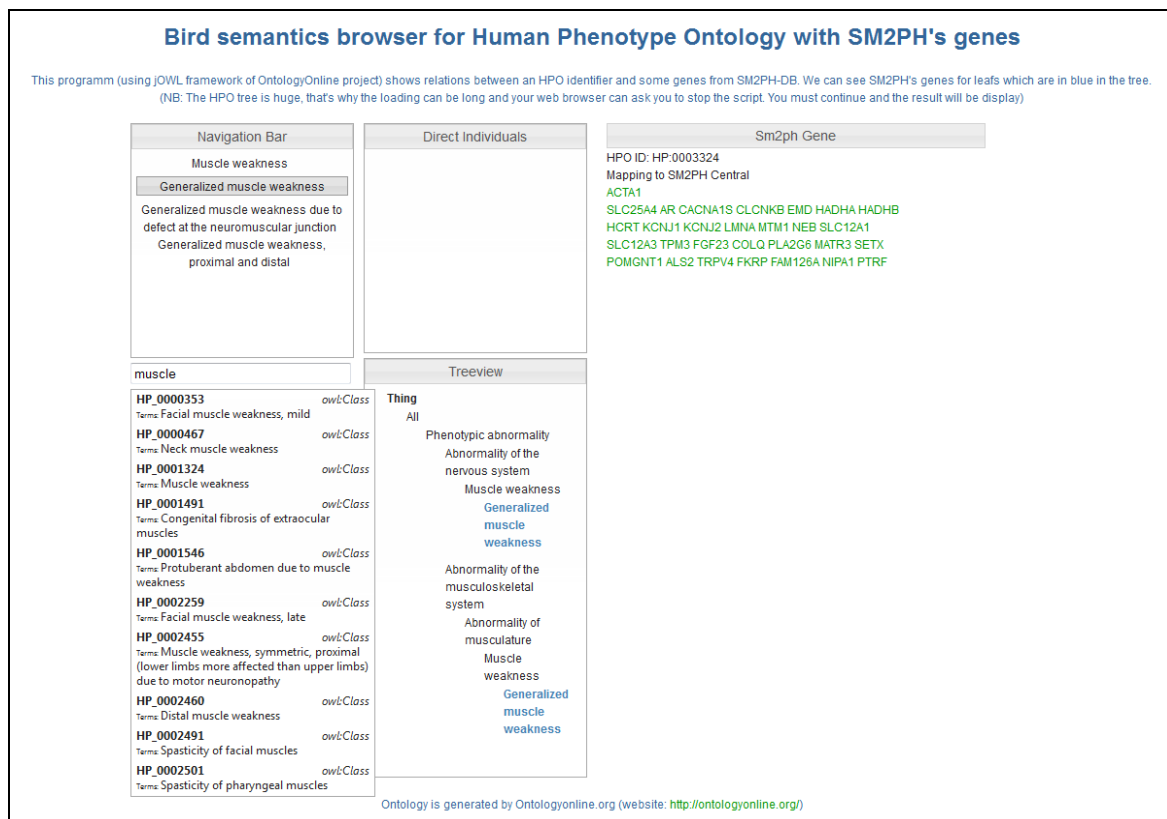 Bird semantics browser for Human Phenotype Ontology with SM2PH's genes
This programm (using jOWL framework of OntologyOnline project) shows relations between an HPO identifier and some genes from SM2PH-DB. We can see SM2PH's genes for leafs which are in blue in the tree.
(NB: The HPO tree is huge, that's why the loading can be long and your web browser can ask you to stop the script. You must continue and the result will be display)
Navigation Bar
Muscle weakness
Generalized muscle weakness
Generalized muscle weakness due to
defect at the neuromuscular junction
Generalized muscle weakness,
proximal and distal
Direct Individuals
Sm2ph Gene
HPO ID: HP:0003324
Mapping to SM2PH Central
ACTA1
SLC25A4 AR CACNA1S CLCNKB EMD HADHA HADHB
HCRT KCNJ1 KCNJ2 LMNA MTM1 NEB SLC12A1
SLC12A3 TPM3 FGF23 COLQ PLA2G6 MATR3 SETX
POMGNT1 ALS2 TRPV4 FKRP FAM126A NIPA1 PTRF
muscle
HP_0000353 owl:Class
Terms: Facial muscle weakness, mild
HP_0000467 owl:Class
Terms: Neck muscle weakness
HP_0001324 owl:Class
Terms: Muscle weakness
HP_0001491 owl:Class
Terms: Congenital fibrosis of extraocular
muscles
HP_0001546 owl:Class
Terms: Protuberant abdomen due to muscle
weakness
HP_0002259 owl:Class
Terms: Facial muscle weakness, late
HP_0002455 owl:Class
Terms: Muscle weakness, symmetric, proximal
(lower limbs more affected than upper limbs)
due to motor neuronopathy
HP_0002460 owl:Class
Terms: Distal muscle weakness
HP_0002491 owl:Class
Terms: Spasticity of facial muscles
HP_0002501 owl:Class
Terms: Spasticity of pharyngeal muscles
Treeview
Thing
All
Phenotypic abnormality
Abnormality of the
nervous system
Muscle weakness
Generalized
muscle
weakness
Abnormality of the
musculoskeletal
system
Abnormality of
musculature
Muscle
weakness
Generalized
muscle
weakness
Ontology is generated by Ontologyonline.org (website: http://ontologyonline.org/)